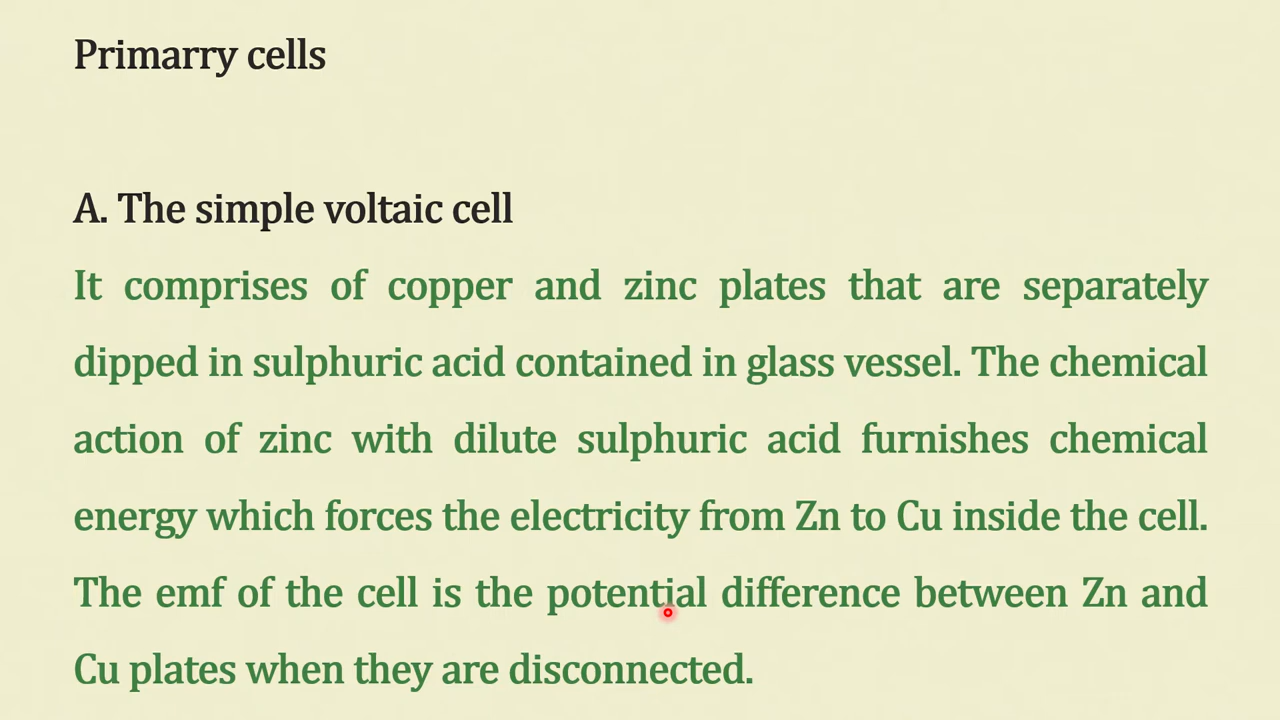 Primarry cells
A. The simple voltaic cell
It comprises of copper and zinc plates that are separately
dipped in sulphuric acid contained in glass vessel. The chemical
action of zinc with dilute sulphuric acid furnishes chemical
energy which forces the electricity from Zn to Cu inside the cell.
The emf of the cell is the potential difference between Zn and
Cu plates when they are disconnected.